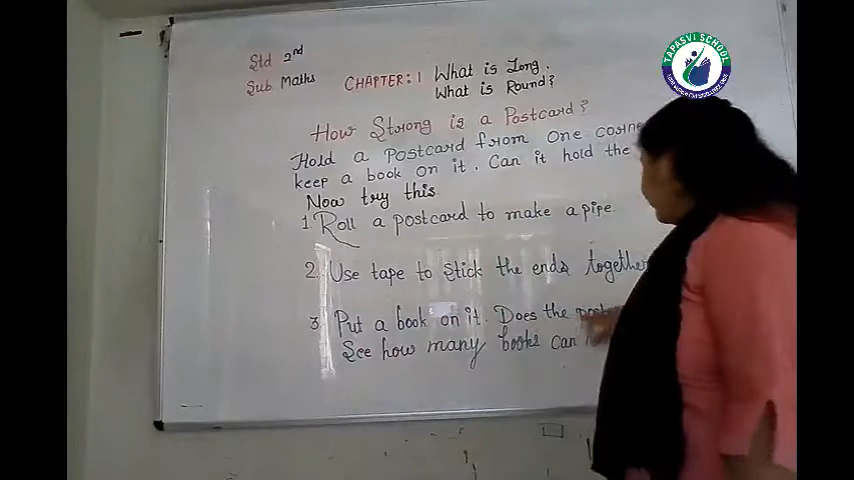 TAPASVI SCHOOL
Std 2nd
Sub Maths
CHAPTER: 1 What is Long,
What is Round?
How Strong is a Postcard?
Hold a Postcard from One corne
keep a book on it. Can it hold the
Now try this
1. Roll a postcard to make a pipe.
2. Use tape to Stick the ends together
3. Put a book on it. Does the
See how many books can